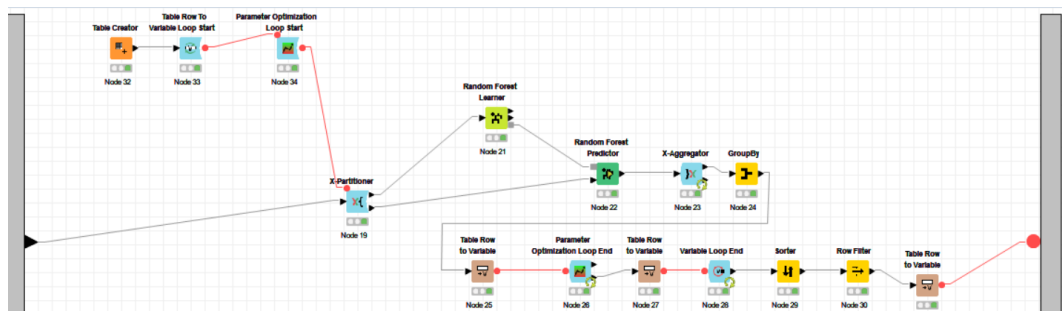 Table Creator
Node 32
Table Row To
Variable Loop Start
Node 33
Parameter Optimization
Loop Start
Node 34
Random Forest
Learner
Node 21
X-Partitioner
Node 19
Random Forest
Predictor
Node 22
X-Aggregator
Node 23
GroupBy
Node 24
Table Row
to Variable
Node 25
Parameter
Optimization Loop End
Node 26
Table Row
to Variable
Node 27
Variable Loop End
Node 28
Sorter
Node 29
Row Filter
Node 30
Table Row
to Variable